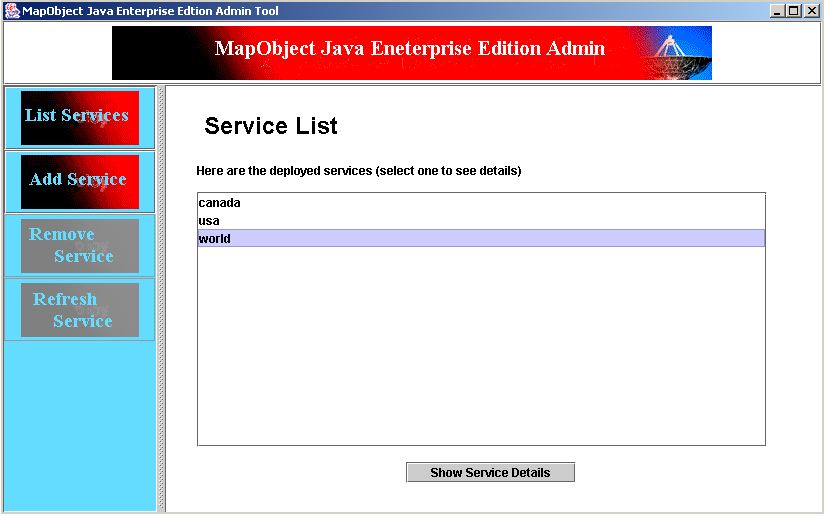 MapObject Java Enterprise Edtion Admin Tool
MapObject Java Eneterprise Edition Admin
List Services
Add Service
Remove
Service
Refresh
Service
Service List
Here are the deployed services (select one to see details)
canada
usa
world
Show Service Details